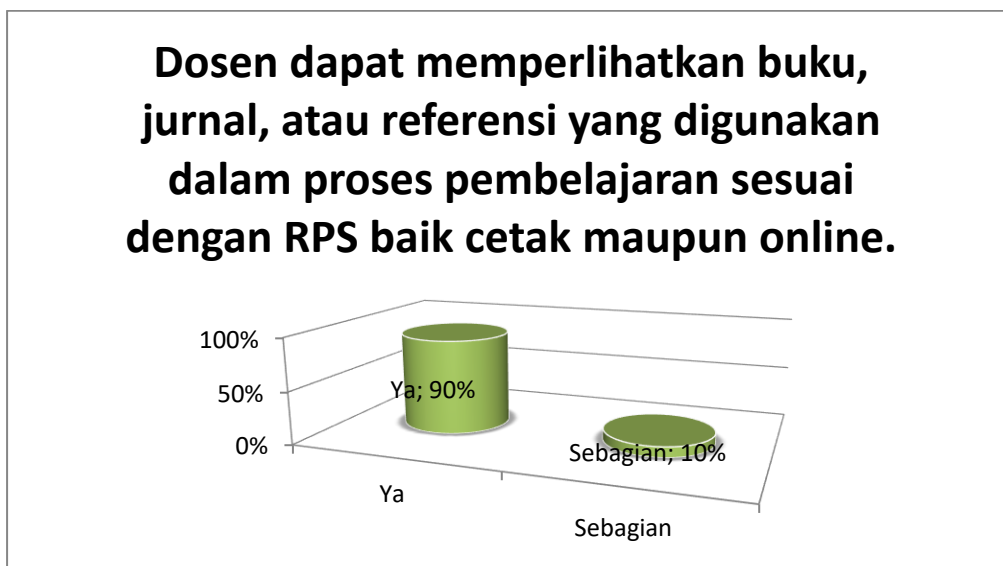 Dosen dapat memperlihatkan buku,
jurnal, atau referensi yang digunakan
dalam proses pembelajaran sesuai
dengan RPS baik cetak maupun online.
100%
50%
0%
Ya; 90%
Sebagian; 10%
Ya
Sebagian